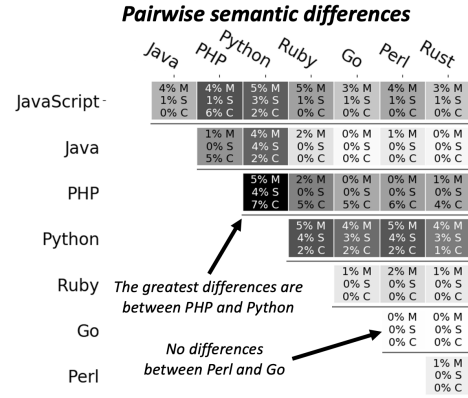 Pairwise semantic differences
Java PHP Python Ruby Go Perl Rust
JavaScript 4% M 4% M 5% M 5% M 3% M 4% M 3% M
1% S 1% S 3% S 1% S 1% S 1% S 1% S
0% C 6% C 2% C 0% C 0% C 0% C 0% C
Java 1% M 4% M 2% M 0% M 1% M 0% M
0% S 4% S 0% S 0% S 0% S 0% S
5% C 2% C 0% C 0% C 0% C 0% C
PHP 5% M 2% M 0% M 0% M 1% M
4% S 0% S 0% S 0% S 0% S
7% C 5% C 5% C 6% C 4% C
Python 5% M 4% M 5% M 4% M
4% S 3% S 4% S 3% S
2% C 2% C 2% C 1% C
Ruby 1% M 2% M 1% M
0% S 0% S 0% S
0% C 0% C 0% C
The greatest differences are
between PHP and Python
Go 0% M 0% M
0% S 0% S
0% C 0% C
No differences
between Perl and Go
Perl 1% M
0% S
0% C